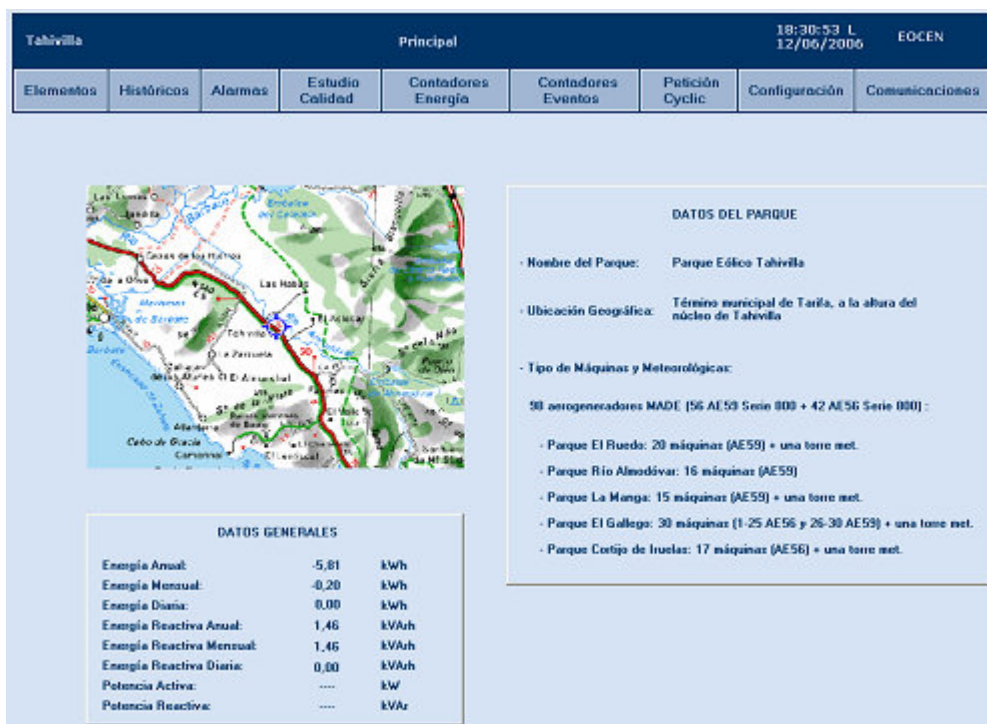 Tahivilla
Principal
18:30:53 L
12/06/2006
EOCEN
Elementos
Históricos
Alarmas
Estudio
Calidad
Contadores
Energía
Contadores
Eventos
Petición
Cyclic
Configuración
Comunicaciones
Las Habas
Tahivilla
La Zarzuela
El Almarchal
Cabo de Gracia
DATOS DEL PARQUE
- Nombre del Parque: Parque Eólico Tahivilla
- Ubicación Geográfica: Término municipal de Tarifa, a la altura del
núcleo de Tahivilla
- Tipo de Máquinas y Meteorológicas:
98 aerogeneradores MADE (56 AE59 Serie 800 + 42 AE56 Serie 800) :
- Parque El Ruedo: 20 máquinas (AE59) + una torre met.
- Parque Río Almodóvar: 16 máquinas (AE59)
- Parque La Manga: 15 máquinas (AE59) + una torre met.
- Parque El Gallego: 30 máquinas (1-25 AE56 y 26-30 AE59) + una torre met.
- Parque Cortijo de Iruelas: 17 máquinas (AE56) + una torre met.
DATOS GENERALES
Energía Anual: -5,81 kWh
Energía Mensual: -0,20 kWh
Energía Diaria: 0,00 kWh
Energía Reactiva Anual: 1,46 kVArh
Energía Reactiva Mensual: 1,46 kVArh
Energía Reactiva Diaria: 0,00 kVArh
Potencia Activa: ---- kW
Potencia Reactiva: ---- kVAr